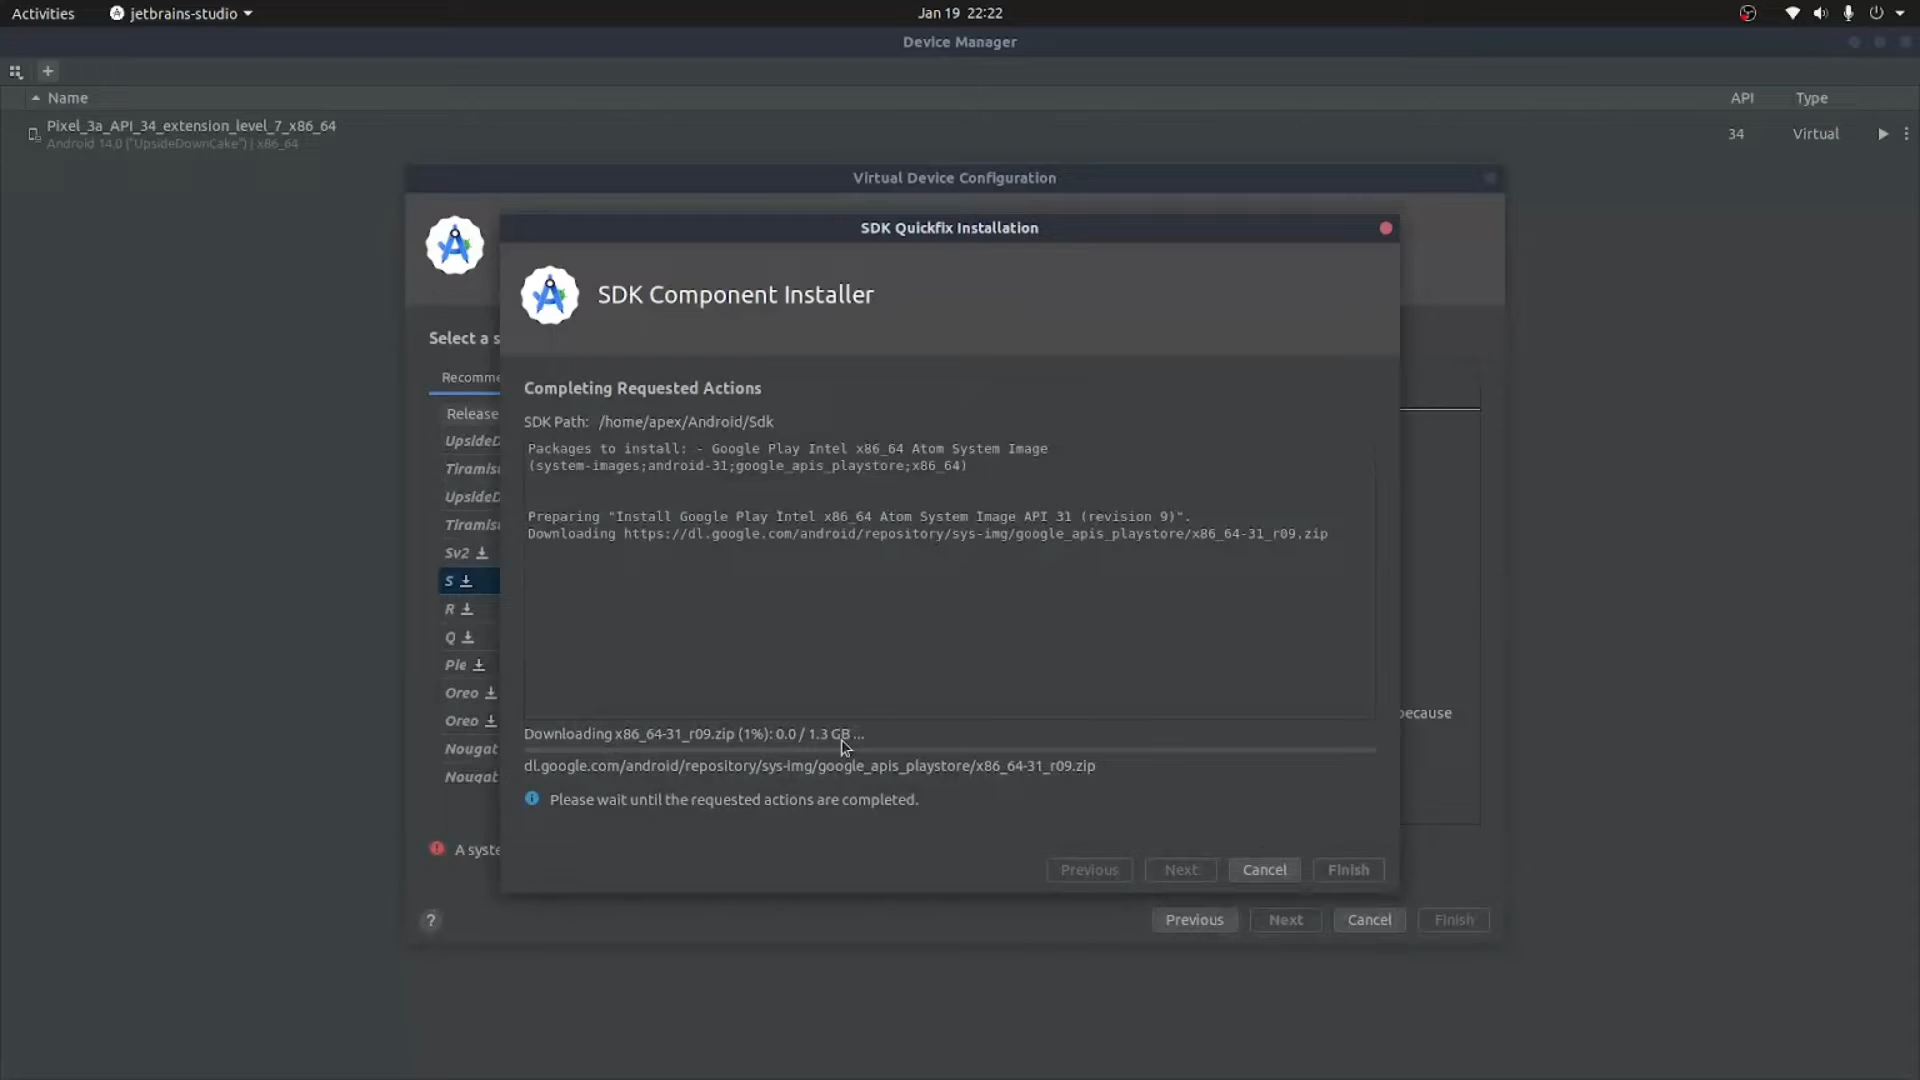 Activities
jetbrains-studio
Jan 19 22:22
Device Manager
+
Name
API
Type
Pixel_3a_API_34_extension_level_7_x86_64
Android 14.0 ("UpsideDownCake") | x86_64
34
Virtual
Virtual Device Configuration
SDK Quickfix Installation
SDK Component Installer
Select a s
Recomme
Release
UpsideD
Tiramis
UpsideD
Tiramis
Sv2
S
R
Q
Pie
Oreo
Oreo
Nougat
Nougat
Completing Requested Actions
SDK Path: /home/apex/Android/Sdk
Packages to install: - Google Play Intel x86_64 Atom System Image
(system-images;android-31;google_apis_playstore;x86_64)
Preparing "Install Google Play Intel x86_64 Atom System Image API 31 (revision 9)".
Downloading https://dl.google.com/android/repository/sys-img/google_apis_playstore/x86_64-31_r09.zip
because
Downloading x86_64-31_r09.zip (1%): 0.0 / 1.3 GB ...
dl.google.com/android/repository/sys-img/google_apis_playstore/x86_64-31_r09.zip
Please wait until the requested actions are completed.
A syste
Previous
Next
Cancel
Finish
?
Previous
Next
Cancel
Finish